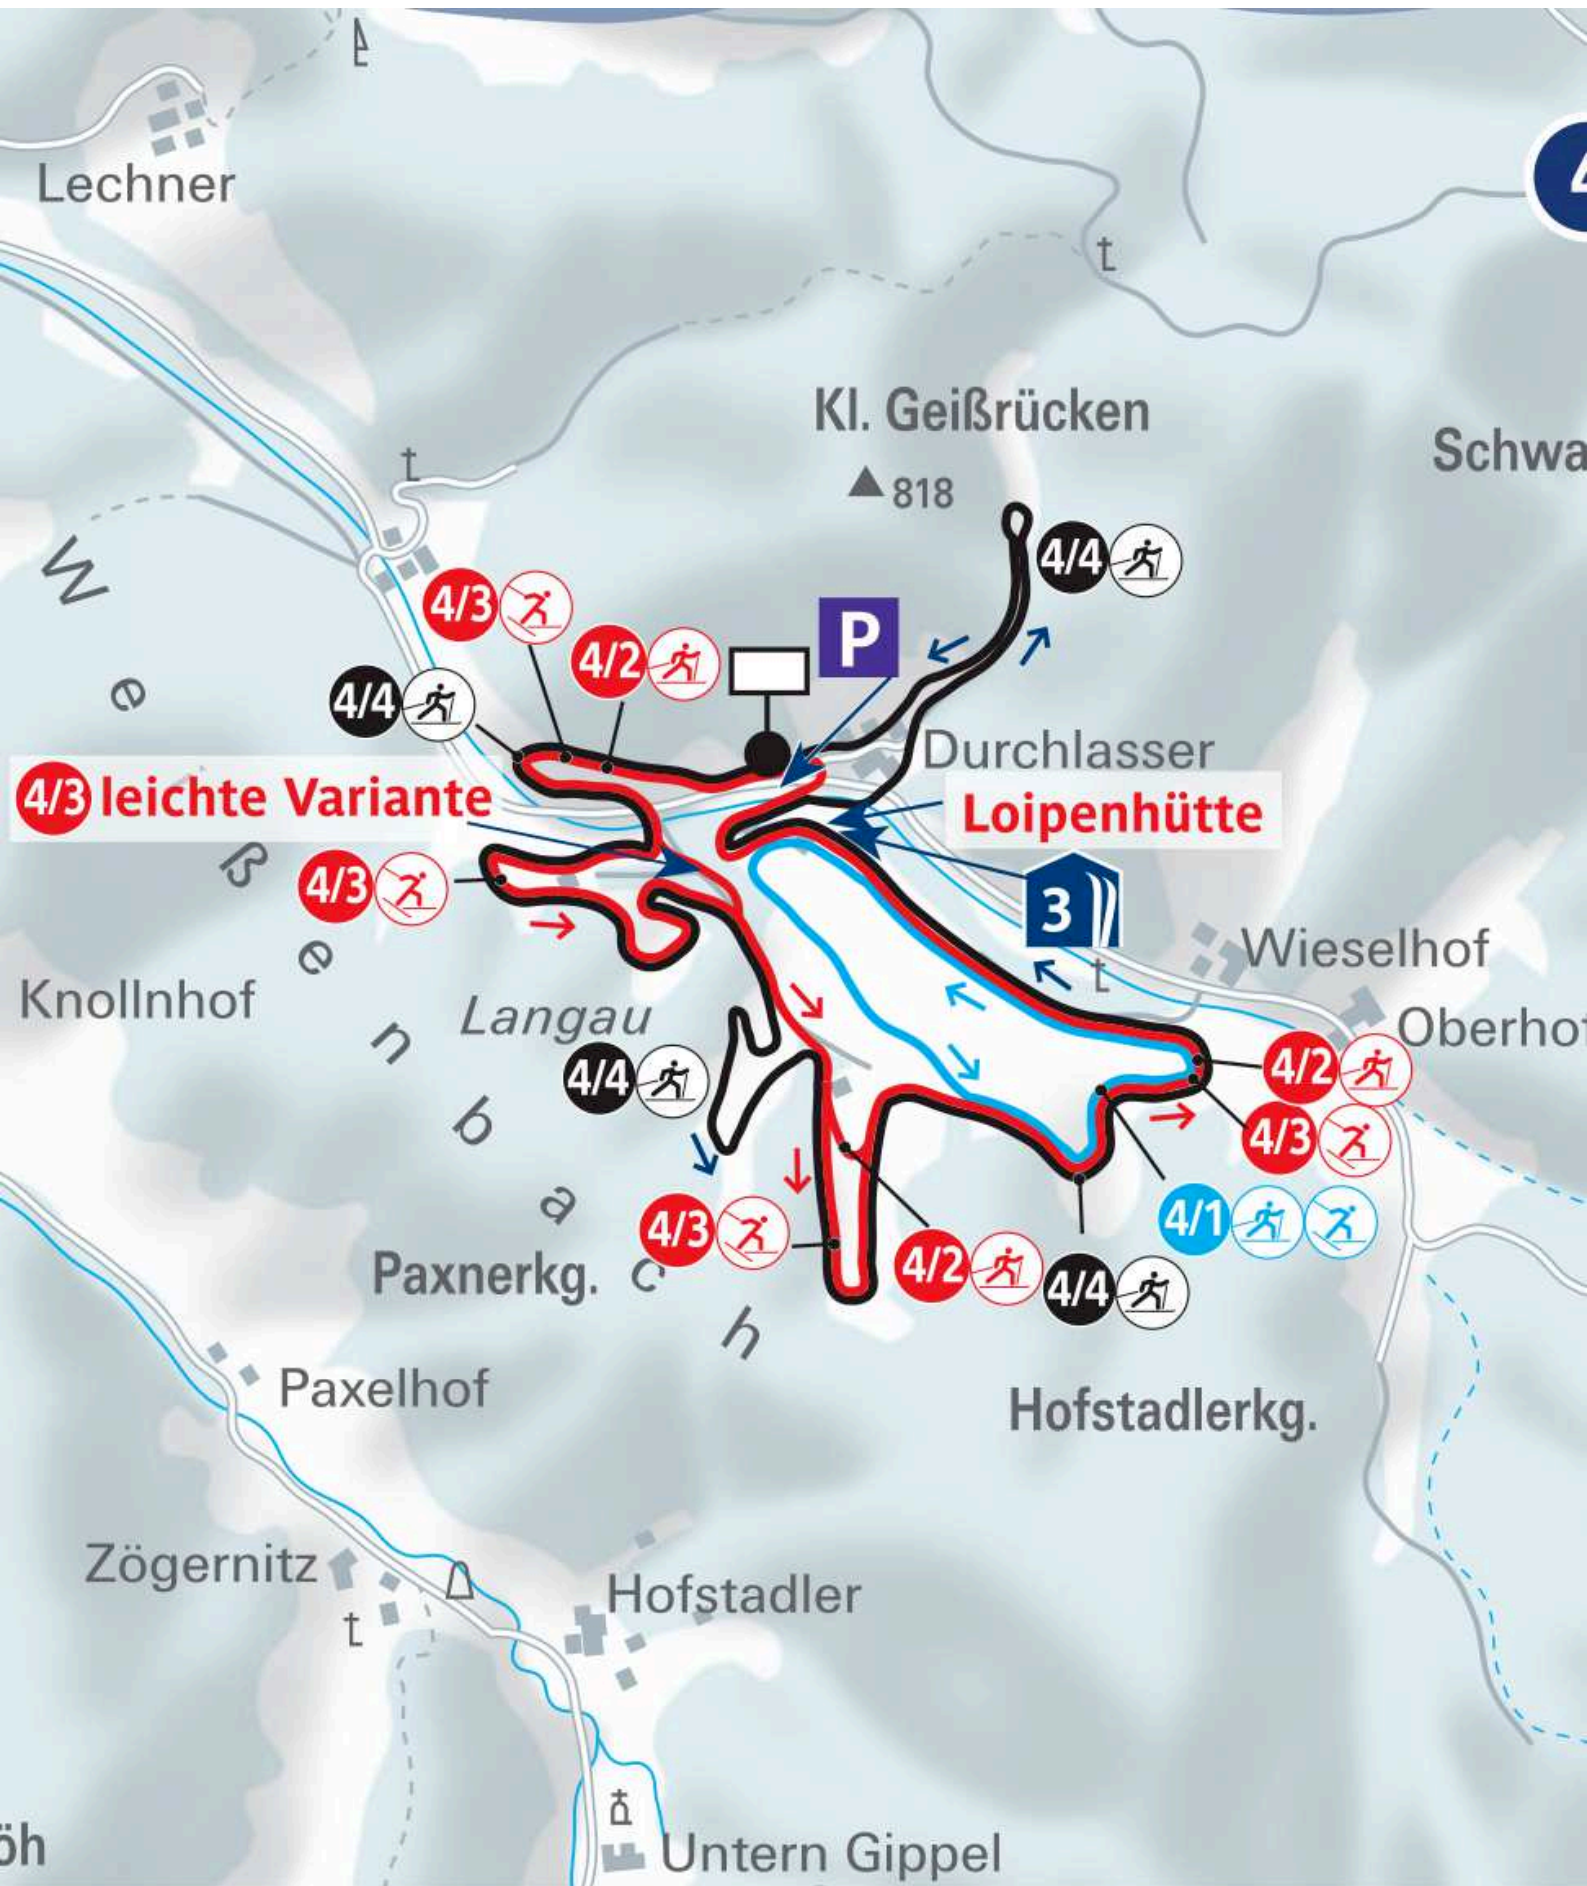 Lechner
4
t
Kl. Geißrücken
818
Schwa
t
4/4
4/3
P
4/2
4/4
Durchlasser
4/3 leichte Variante
Loipenhütte
4/3
3
Wieselhof
t
Knollnhof
Langau
Oberhof
4/4
4/2
4/3
4/1
4/3
4/2
4/4
Weißenbach
Paxnerkg.
Paxelhof
Hofstadlerkg.
Zögernitz
Hofstadler
t
öh
Untern Gippel